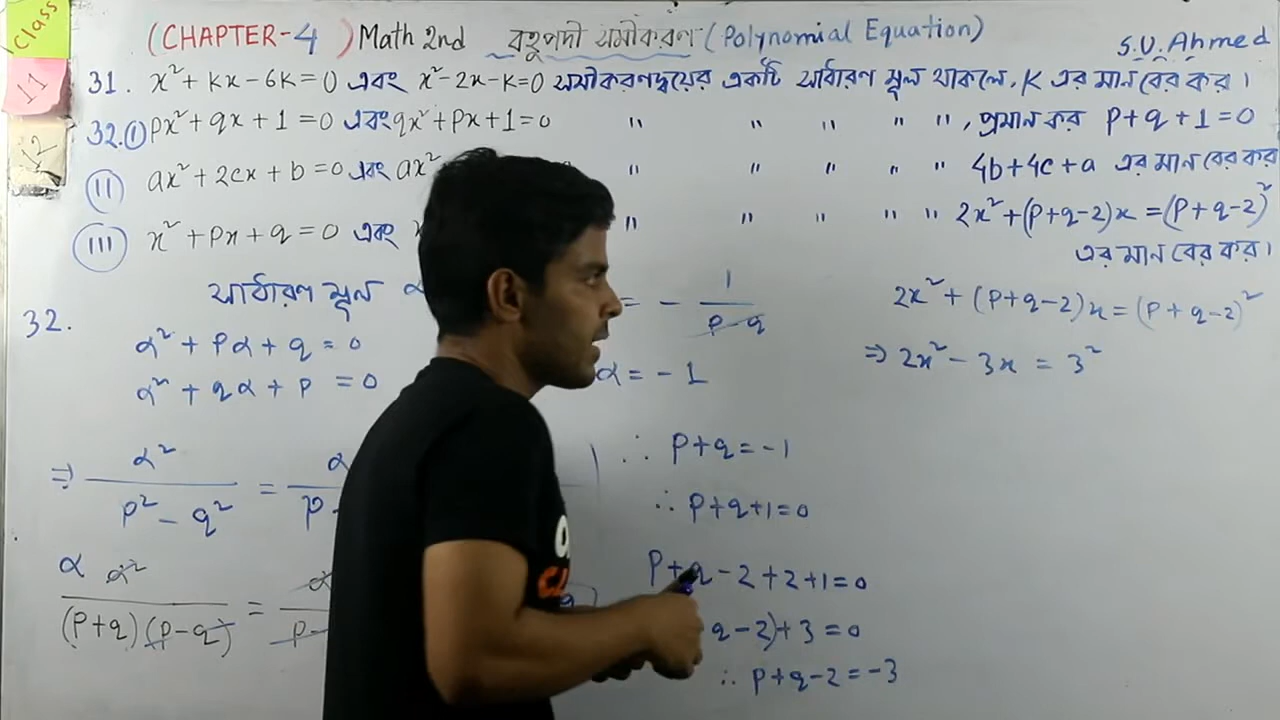 Class
11
12
(CHAPTER-4) Math 2nd বহুপদী সমীকরণ (Polynomial Equation)
S.U.Ahmed
31. x² + kx - 6k = 0 এবং x² - 2x - k = 0 সমীকরণদ্বয়ের একটি সাধারণ মূল থাকলে, k এর মান বের কর।
32.(i) px² + qx + 1 = 0 এবং qx² + px + 1 = 0 " " " " ", প্রমান কর p + q + 1 = 0
(ii) ax² + 2cx + b = 0 এবং ax² " " " " " 4b + 4c + a এর মান বের কর
(iii) x² + px + q = 0 এবং " " " " " 2x² + (p+q-2)x = (p+q-2)²
এর মান বের কর।
32. সাধারণ মূল α
α² + pα + q = 0
α² + qα + p = 0
⇒ α²/(p² - q²) = α/p
α α²/((p+q)(p-q)) = α/p-
= - 1/(p-q)
α = - 1
∴ p + q = -1
∴ p + q + 1 = 0
p + q - 2 + 2 + 1 = 0
q - 2) + 3 = 0
∴ p + q - 2 = -3
2x² + (p + q - 2)x = (p + q - 2)²
⇒ 2x² - 3x = 3²